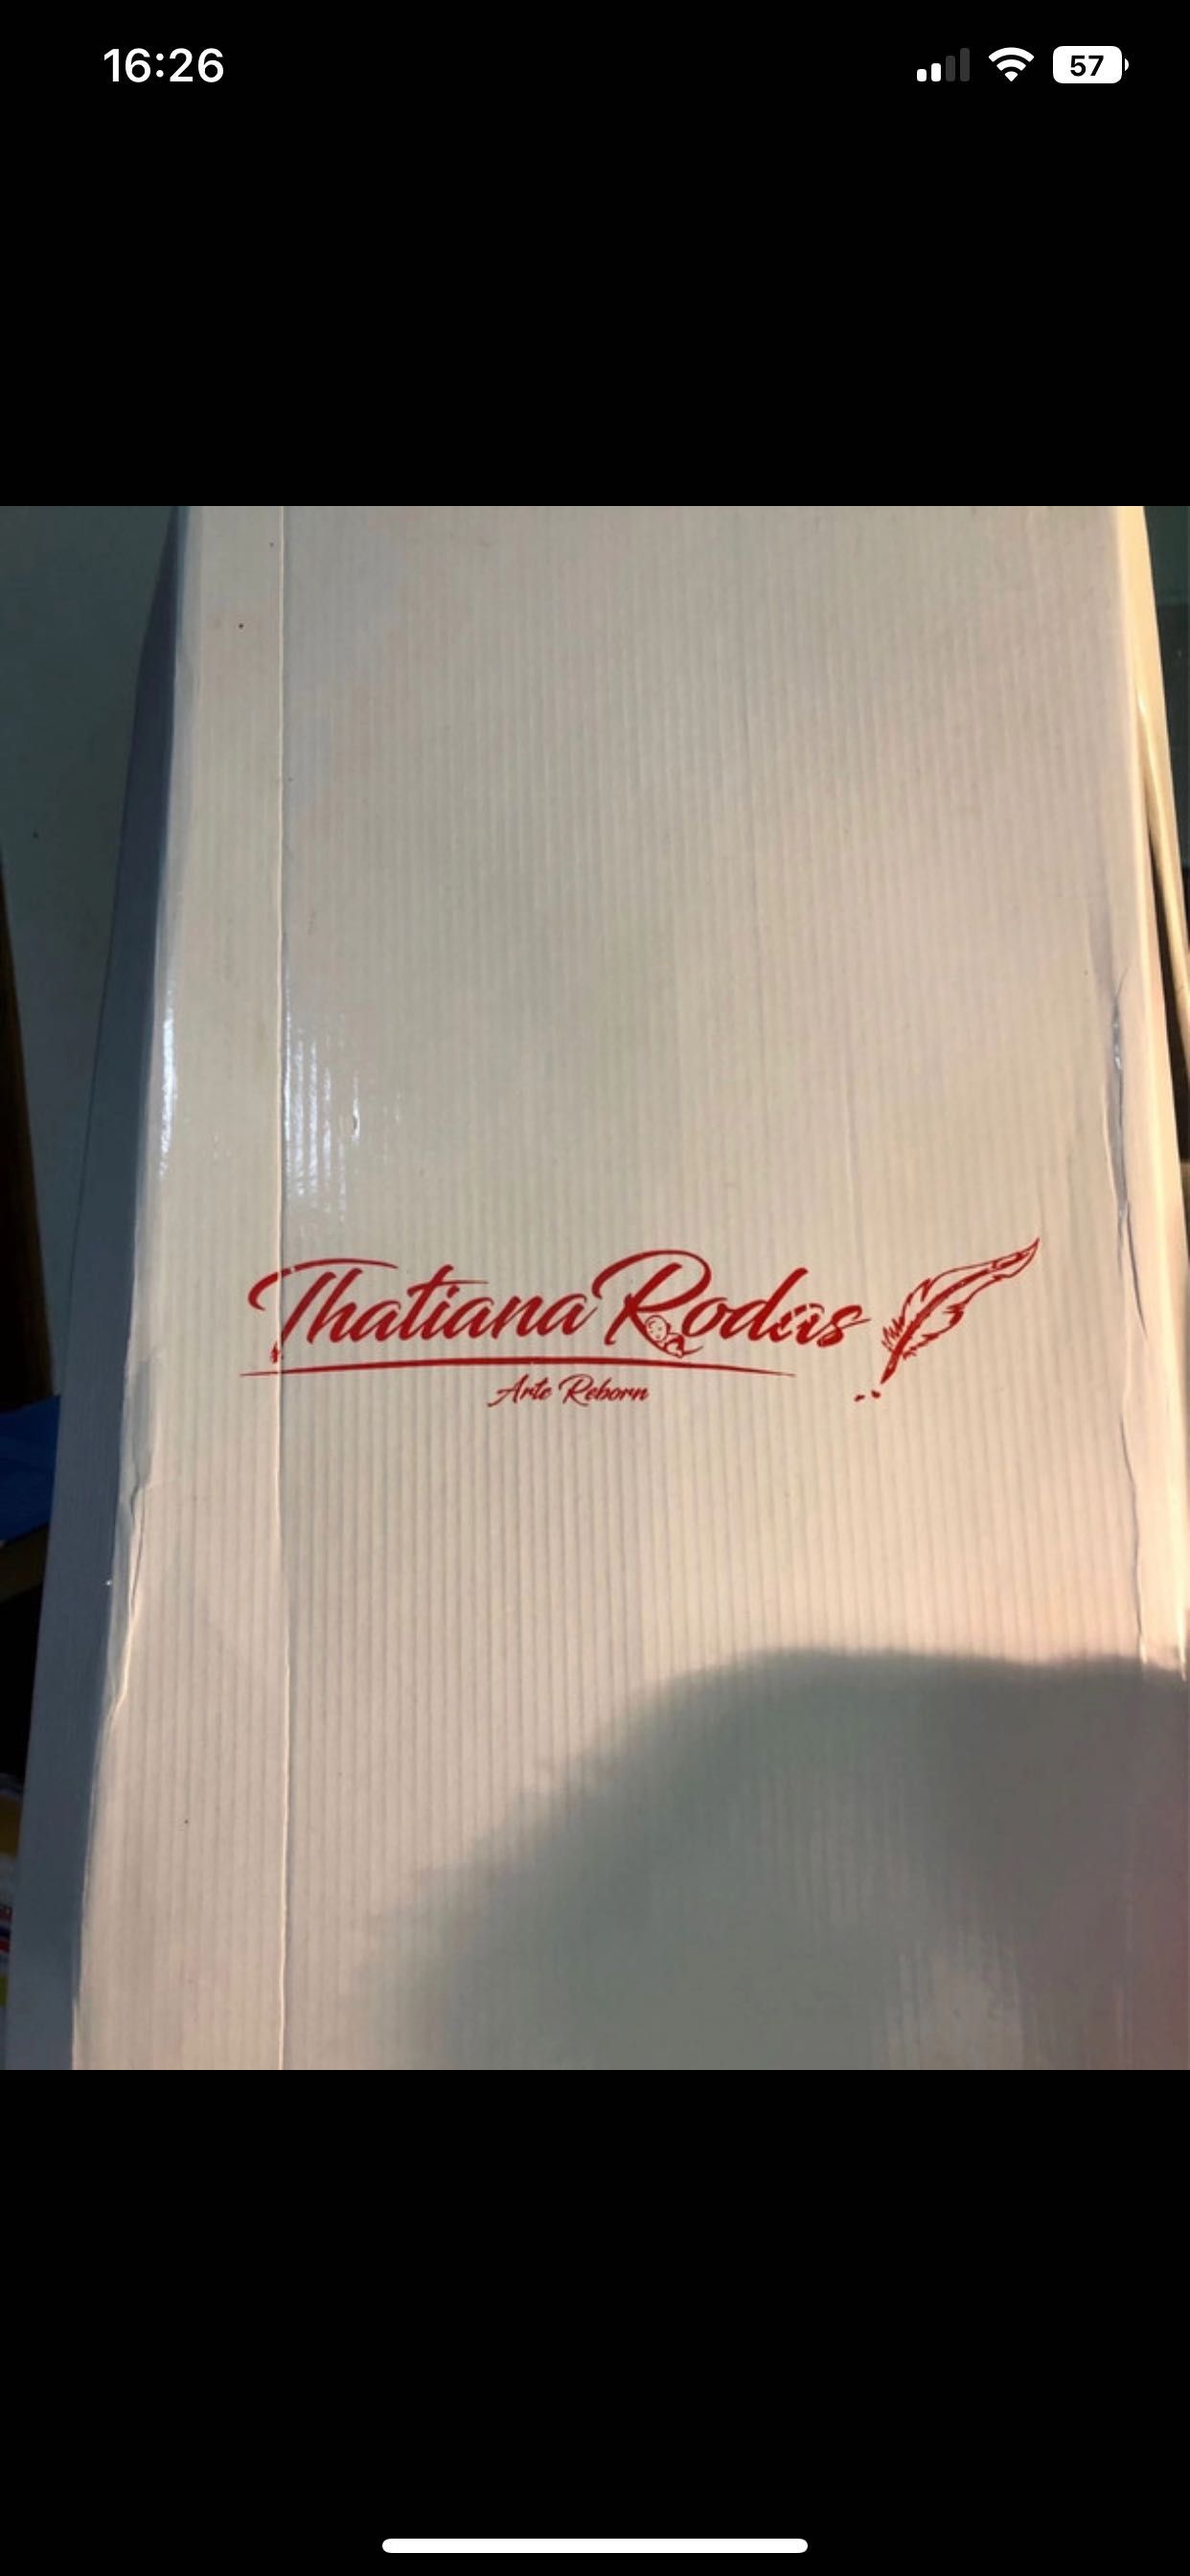 16:26
57
Thatiana Rodas
Arte Reborn